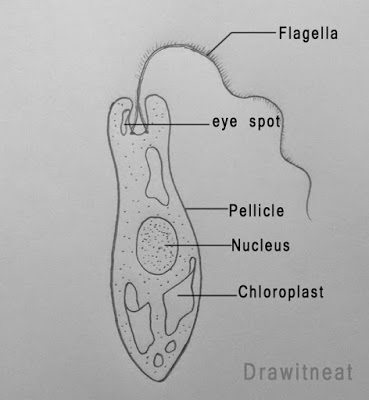 Flagella
eye spot
Pellicle
Nucleus
Chloroplast
Drawitneat